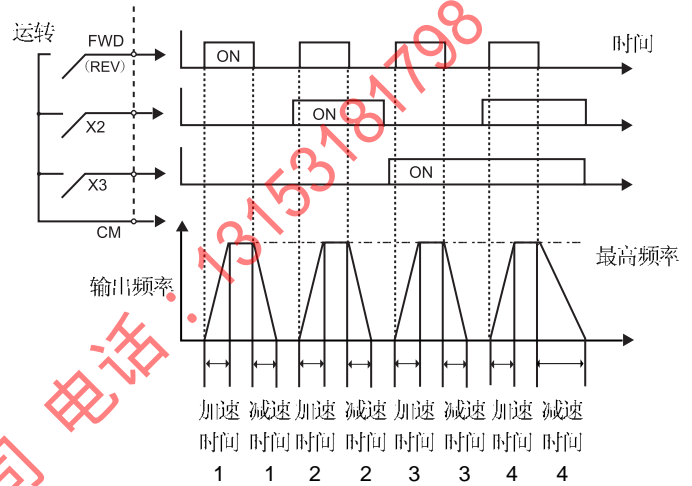 运转
FWD
(REV)
ON
时间
X2
ON
X3
ON
CM
最高频率
输出频率
加速 减速 加速 减速 加速 减速 加速 减速
时间 时间 时间 时间 时间 时间 时间 时间
1 1 2 2 3 3 4 4
司 电话：13153181798